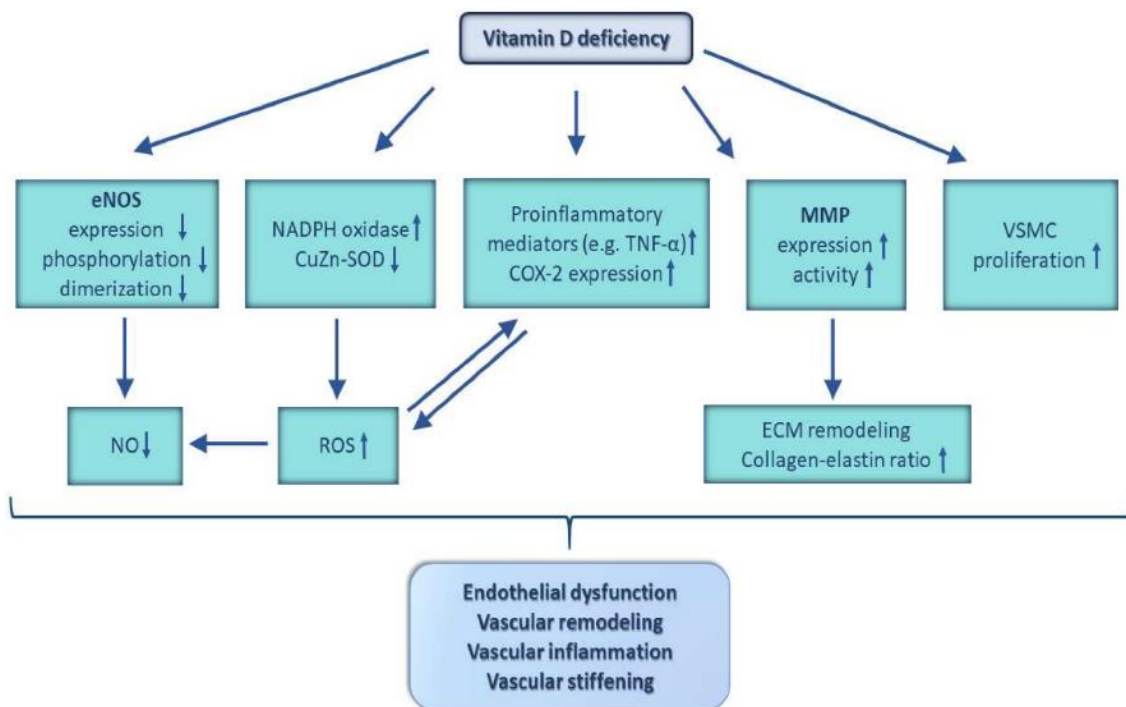 Vitamin D deficiency
eNOS
expression ↓
phosphorylation ↓
dimerization ↓
NADPH oxidase ↑
CuZn-SOD ↓
Proinflammatory
mediators (e.g. TNF-α) ↑
COX-2 expression ↑
MMP
expression ↑
activity ↑
VSMC
proliferation ↑
NO ↓
ROS ↑
ECM remodeling
Collagen-elastin ratio ↑
Endothelial dysfunction
Vascular remodeling
Vascular inflammation
Vascular stiffening